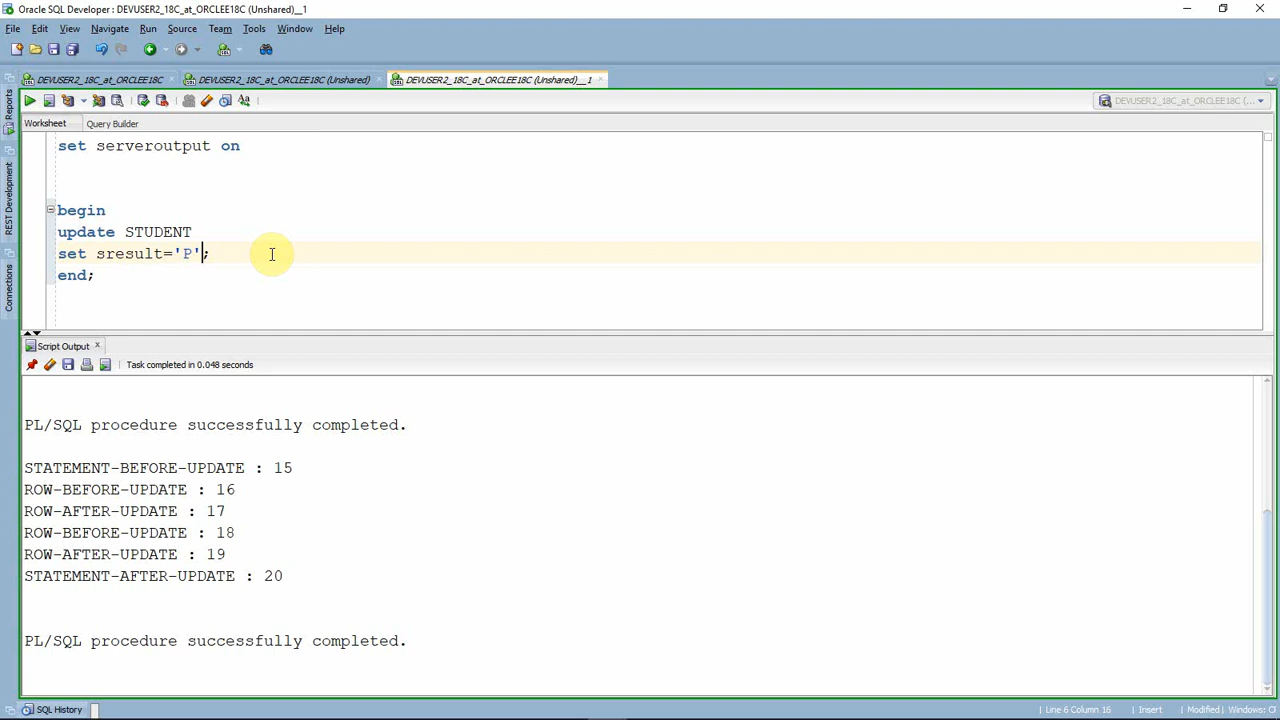 Oracle SQL Developer : DEVUSER2_18C_at_ORCLEE18C (Unshared)__1
File Edit View Navigate Run Source Team Tools Window Help
DEVUSER2_18C_at_ORCLEE18C DEVUSER2_18C_at_ORCLEE18C (Unshared) DEVUSER2_18C_at_ORCLEE18C (Unshared)__1
DEVUSER2_18C_at_ORCLEE18C (...
Worksheet Query Builder
Reports
REST Development
Connections
set serveroutput on
begin
update STUDENT
set sresult='P';
end;
Script Output
Task completed in 0.048 seconds
PL/SQL procedure successfully completed.
STATEMENT-BEFORE-UPDATE : 15
ROW-BEFORE-UPDATE : 16
ROW-AFTER-UPDATE : 17
ROW-BEFORE-UPDATE : 18
ROW-AFTER-UPDATE : 19
STATEMENT-AFTER-UPDATE : 20
PL/SQL procedure successfully completed.
SQL History
Line 6 Column 16 Insert Modified Windows: